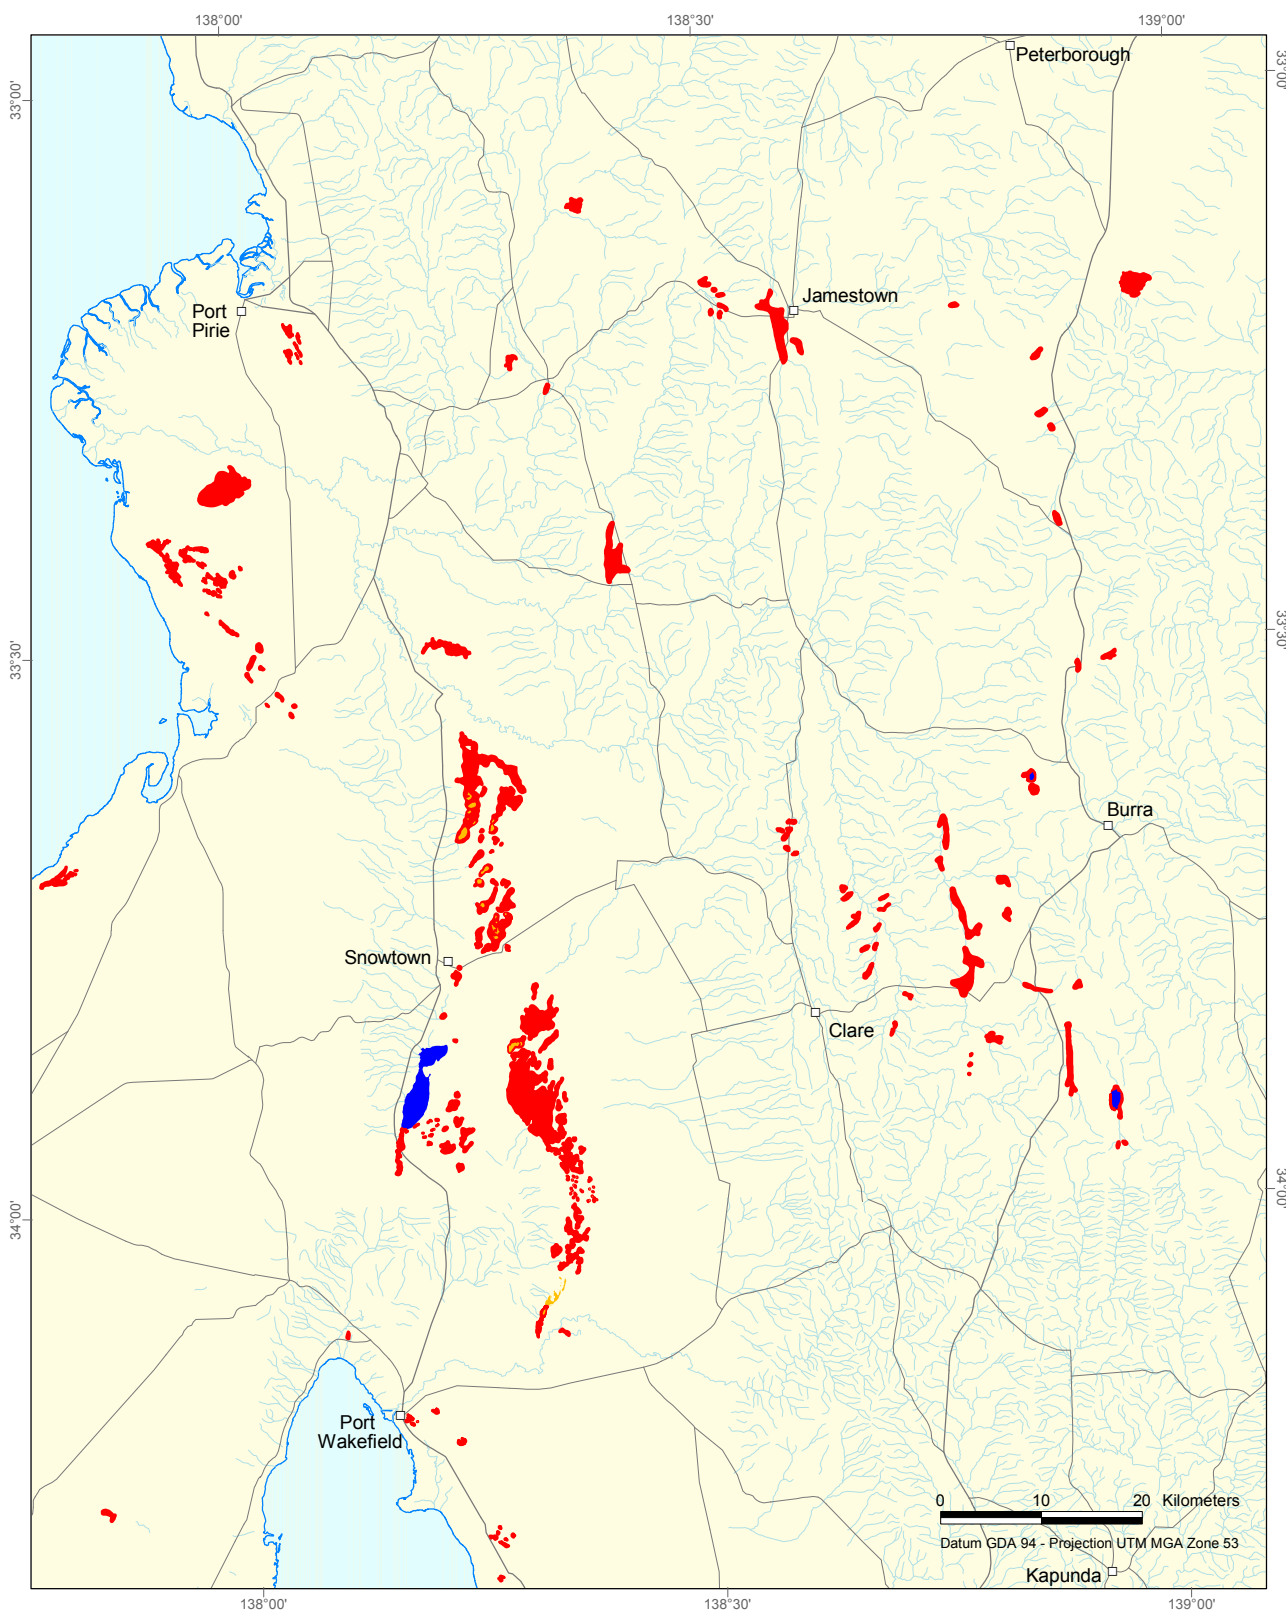 138°00'
138°30'
139°00'
Peterborough
33°00'
33°00'
Jamestown
Port
Pirie
33°30'
33°30'
Burra
Snowtown
Clare
34°00'
34°00'
Port
Wakefield
0 10 20 Kilometers
Datum GDA 94 - Projection UTM MGA Zone 53
Kapunda
138°00'
138°30'
139°00'